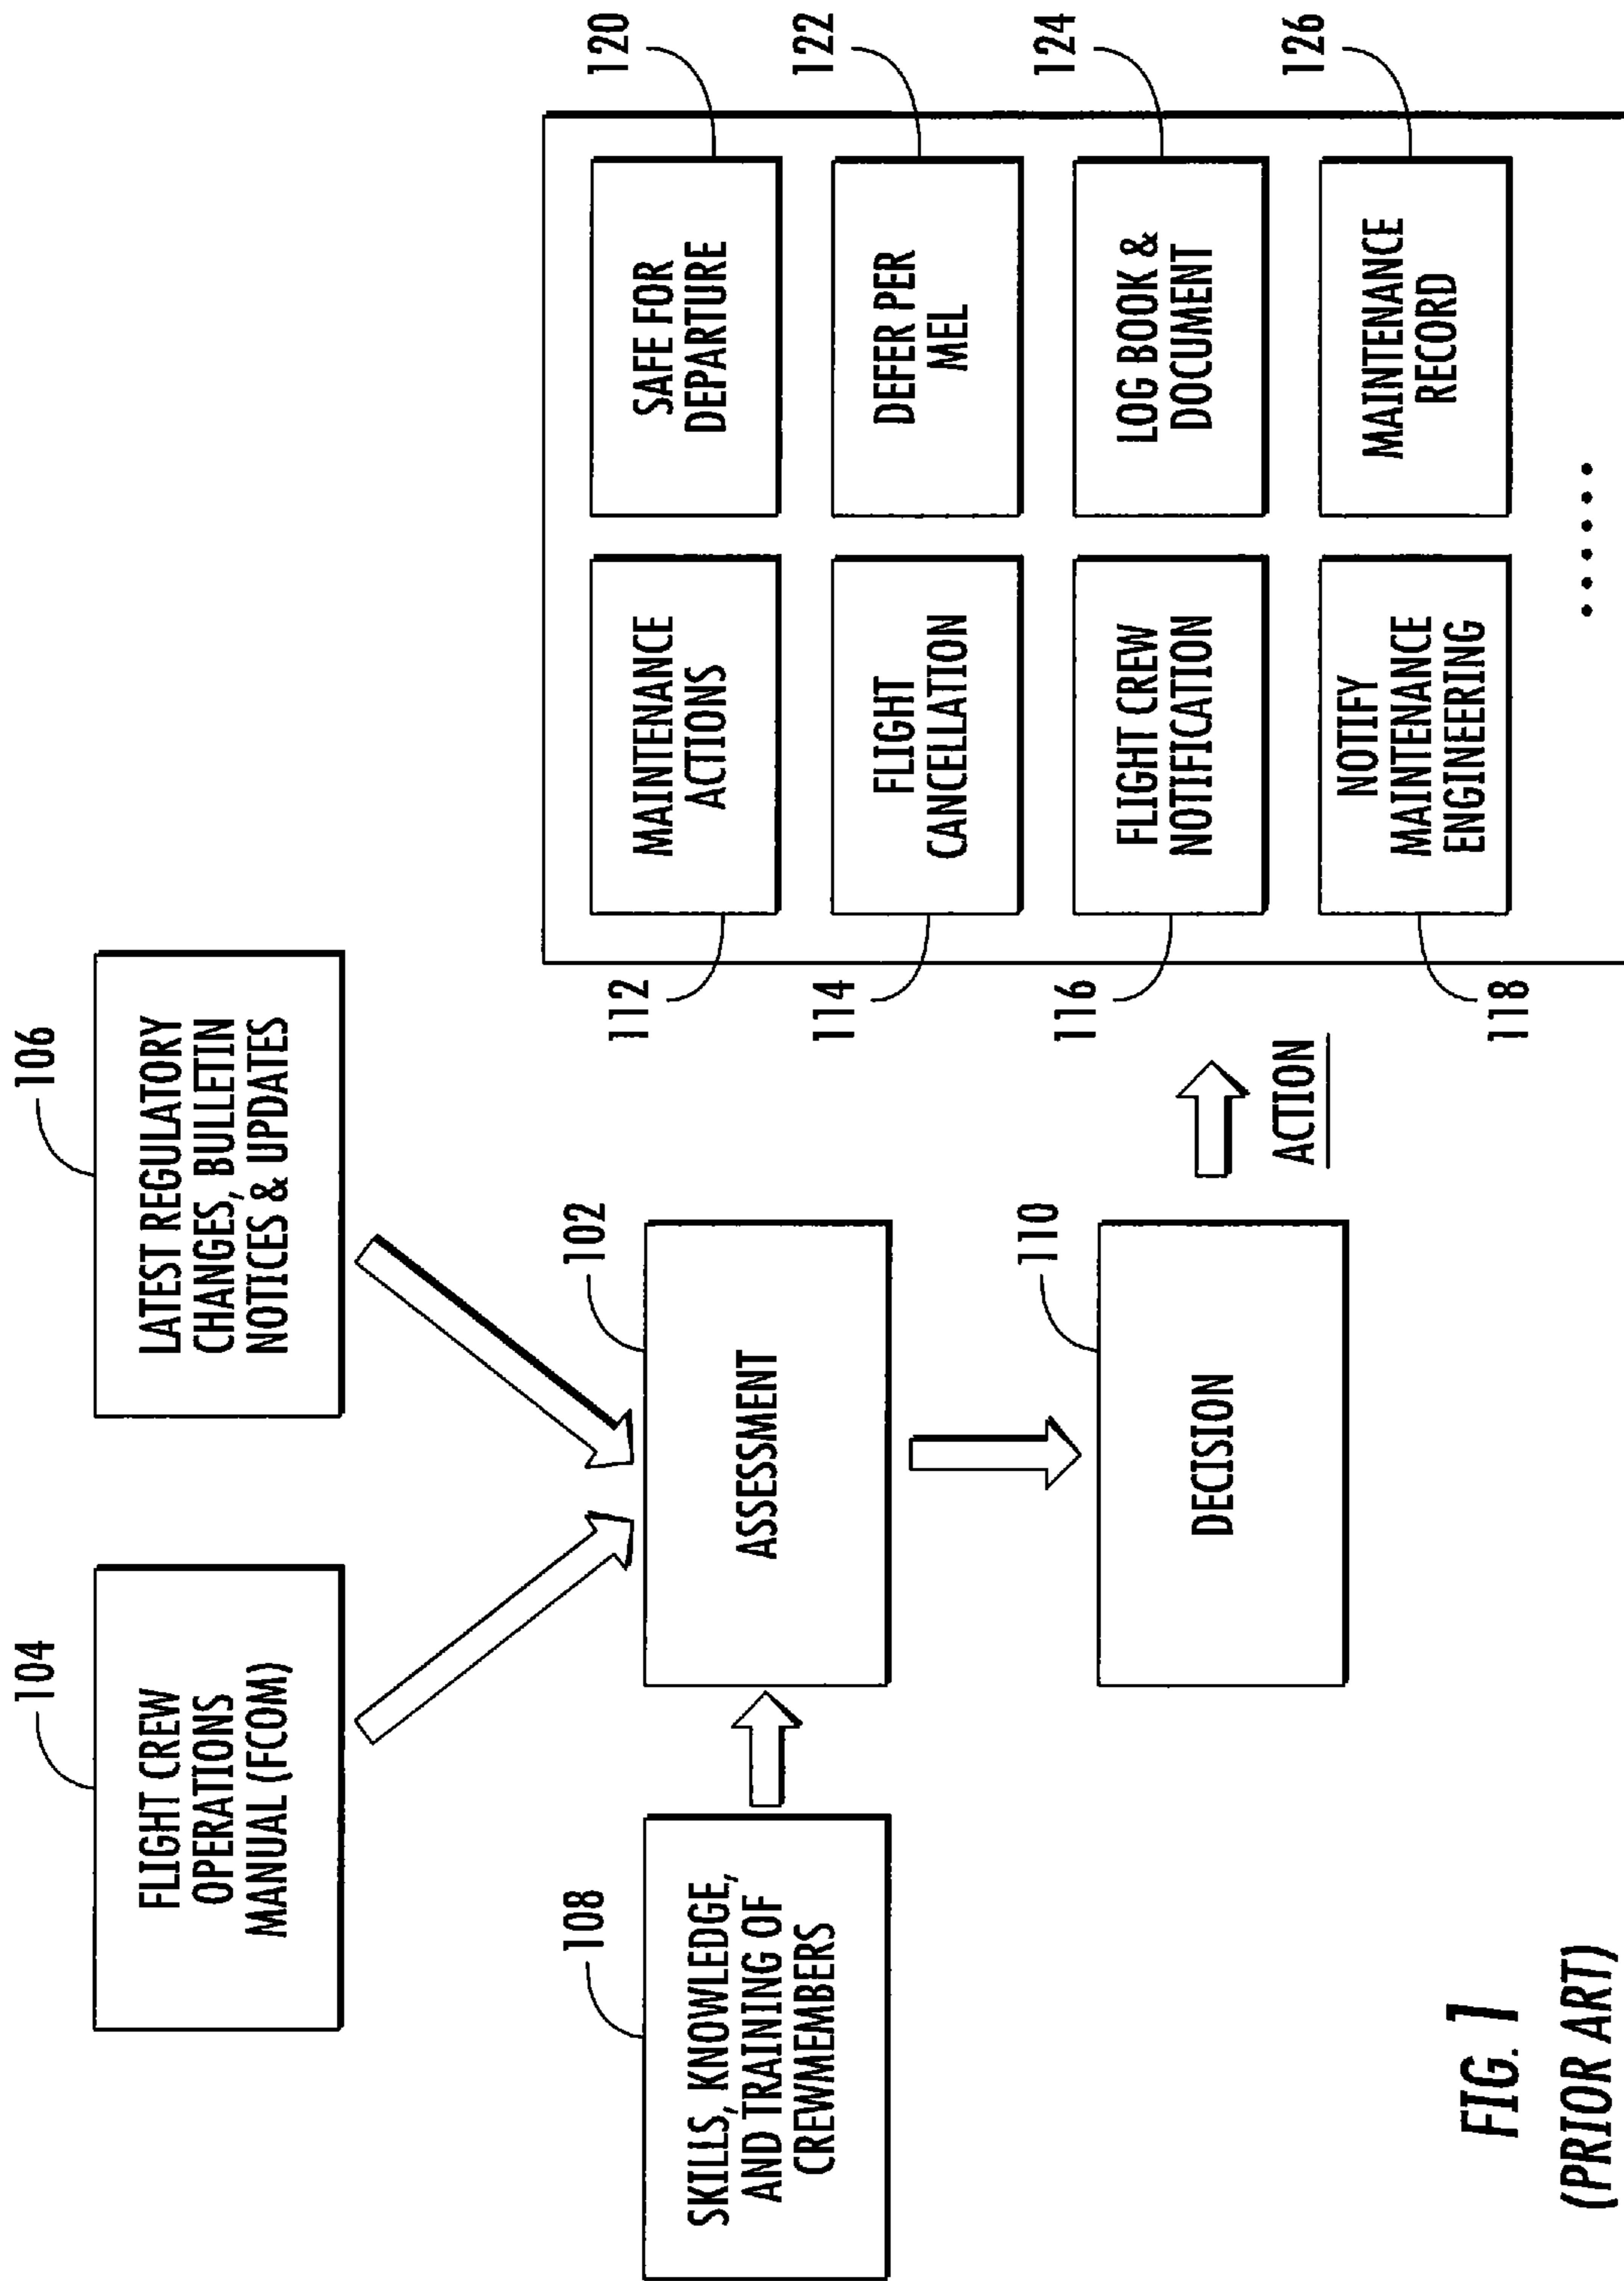 104
FLIGHT CREW
OPERATIONS
MANUAL (FCOM)
106
LATEST REGULATORY
CHANGES, BULLETIN
NOTICES & UPDATES
108
SKILLS, KNOWLEDGE,
AND TRAINING OF
CREWMEMBERS
102
ASSESSMENT
110
DECISION
ACTION
112
MAINTENANCE
ACTIONS
120
SAFE FOR
DEPARTURE
114
FLIGHT
CANCELLATION
122
DEFER PER
MEL
116
FLIGHT CREW
NOTIFICATION
124
LOG BOOK &
DOCUMENT
118
NOTIFY
MAINTENANCE
ENGINEERING
126
MAINTENANCE
RECORD
......
FIG. 1
(PRIOR ART)